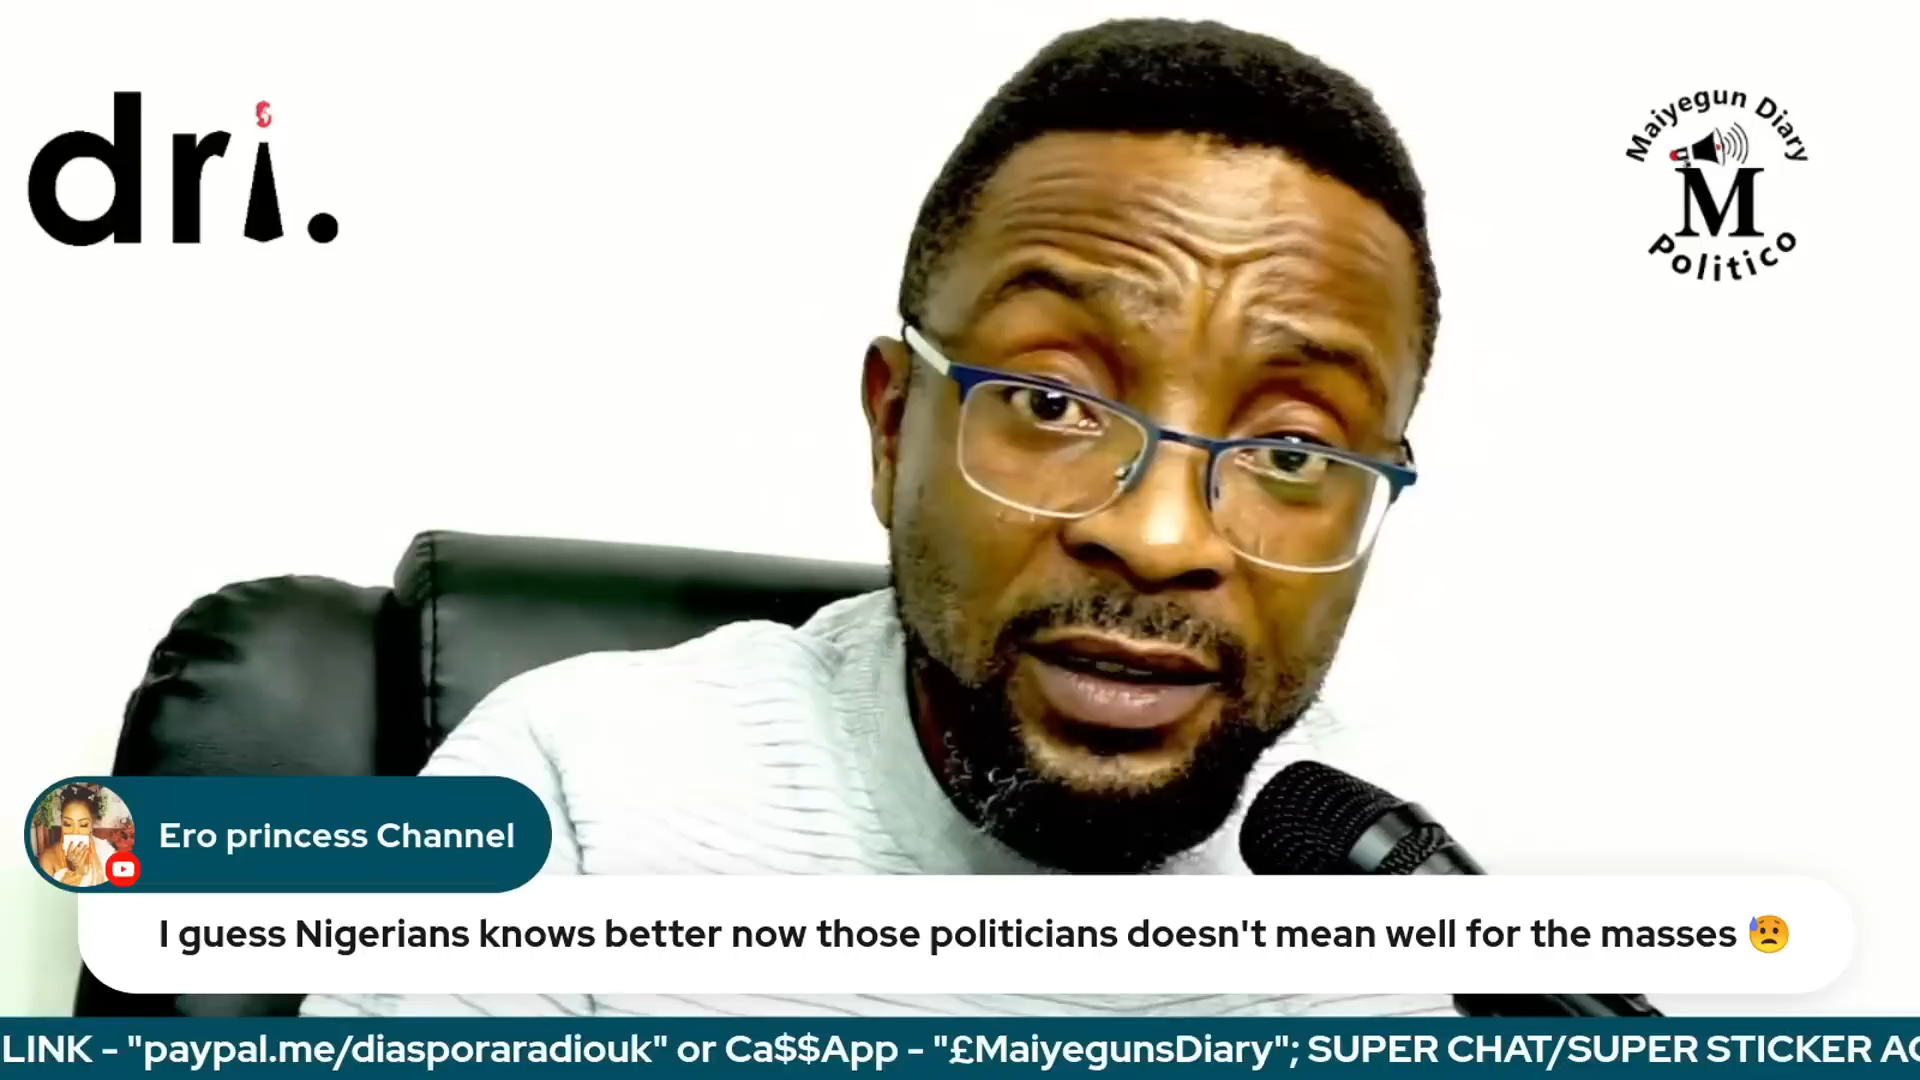 dri.
Maiyegun Diary
M
Politico
Ero princess Channel
I guess Nigerians knows better now those politicians doesn't mean well for the masses 😥
LINK - "paypal.me/diasporaradiouk" or Ca$$App - "£MaiyegunsDiary"; SUPER CHAT/SUPER STICKER AC